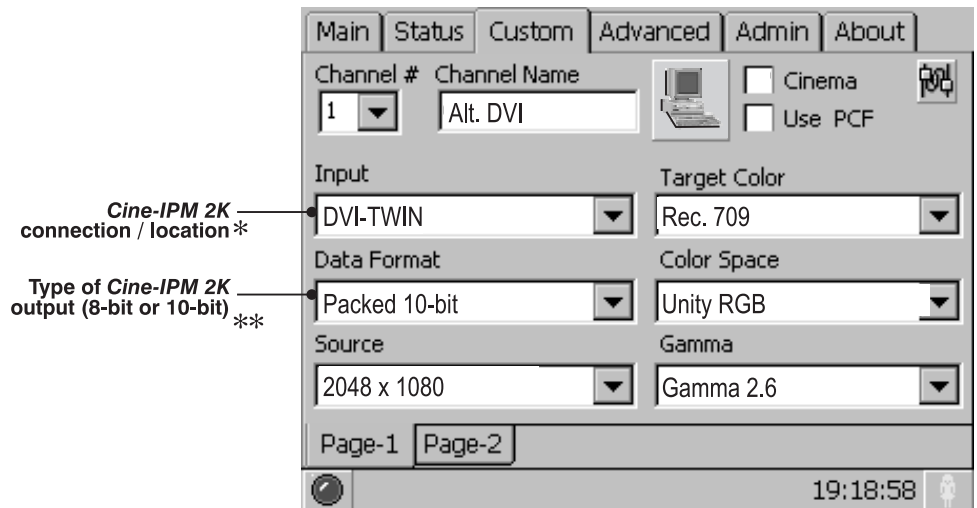 Main Status Custom Advanced Admin About
Channel # Channel Name
1 Alt. DVI
Cinema
Use PCF
Input
Target Color
Cine-IPM 2K
connection / location*
DVI-TWIN
Rec. 709
Data Format
Color Space
Type of Cine-IPM 2K
output (8-bit or 10-bit)**
Packed 10-bit
Unity RGB
Source
Gamma
2048 x 1080
Gamma 2.6
Page-1 Page-2
19:18:58